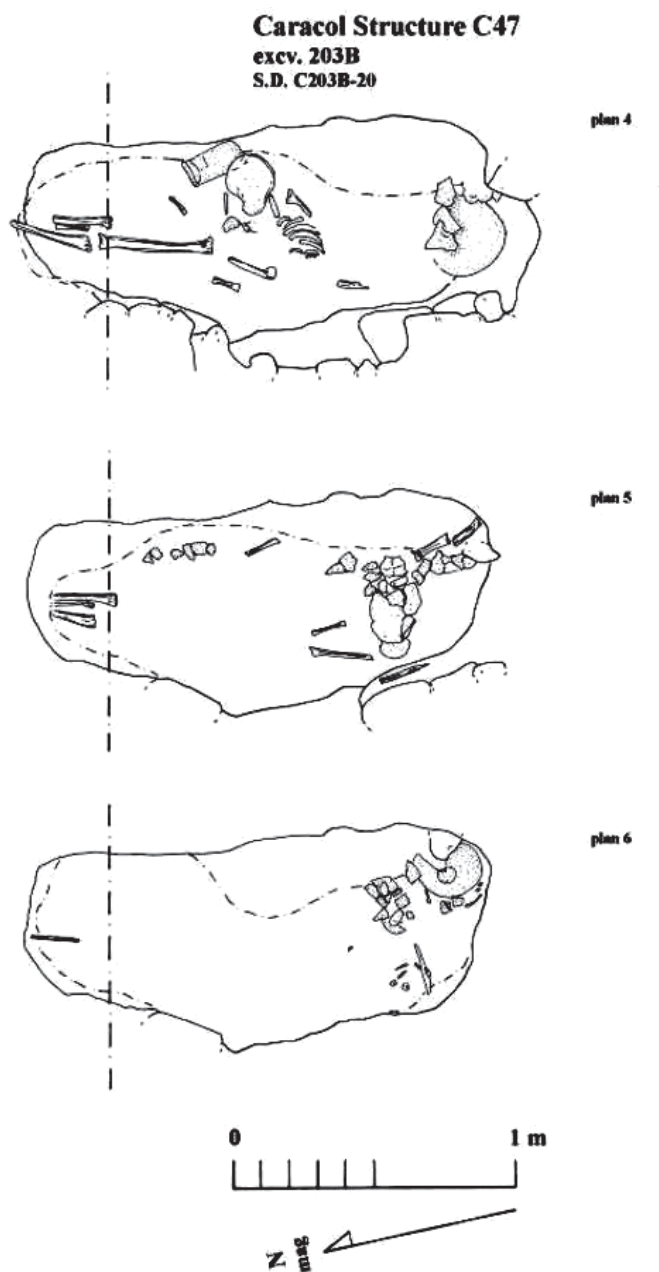 Caracol Structure C47
excv. 203B
S.D. C203B-20
plan 4
plan 5
plan 6
0 1 m
N
mag